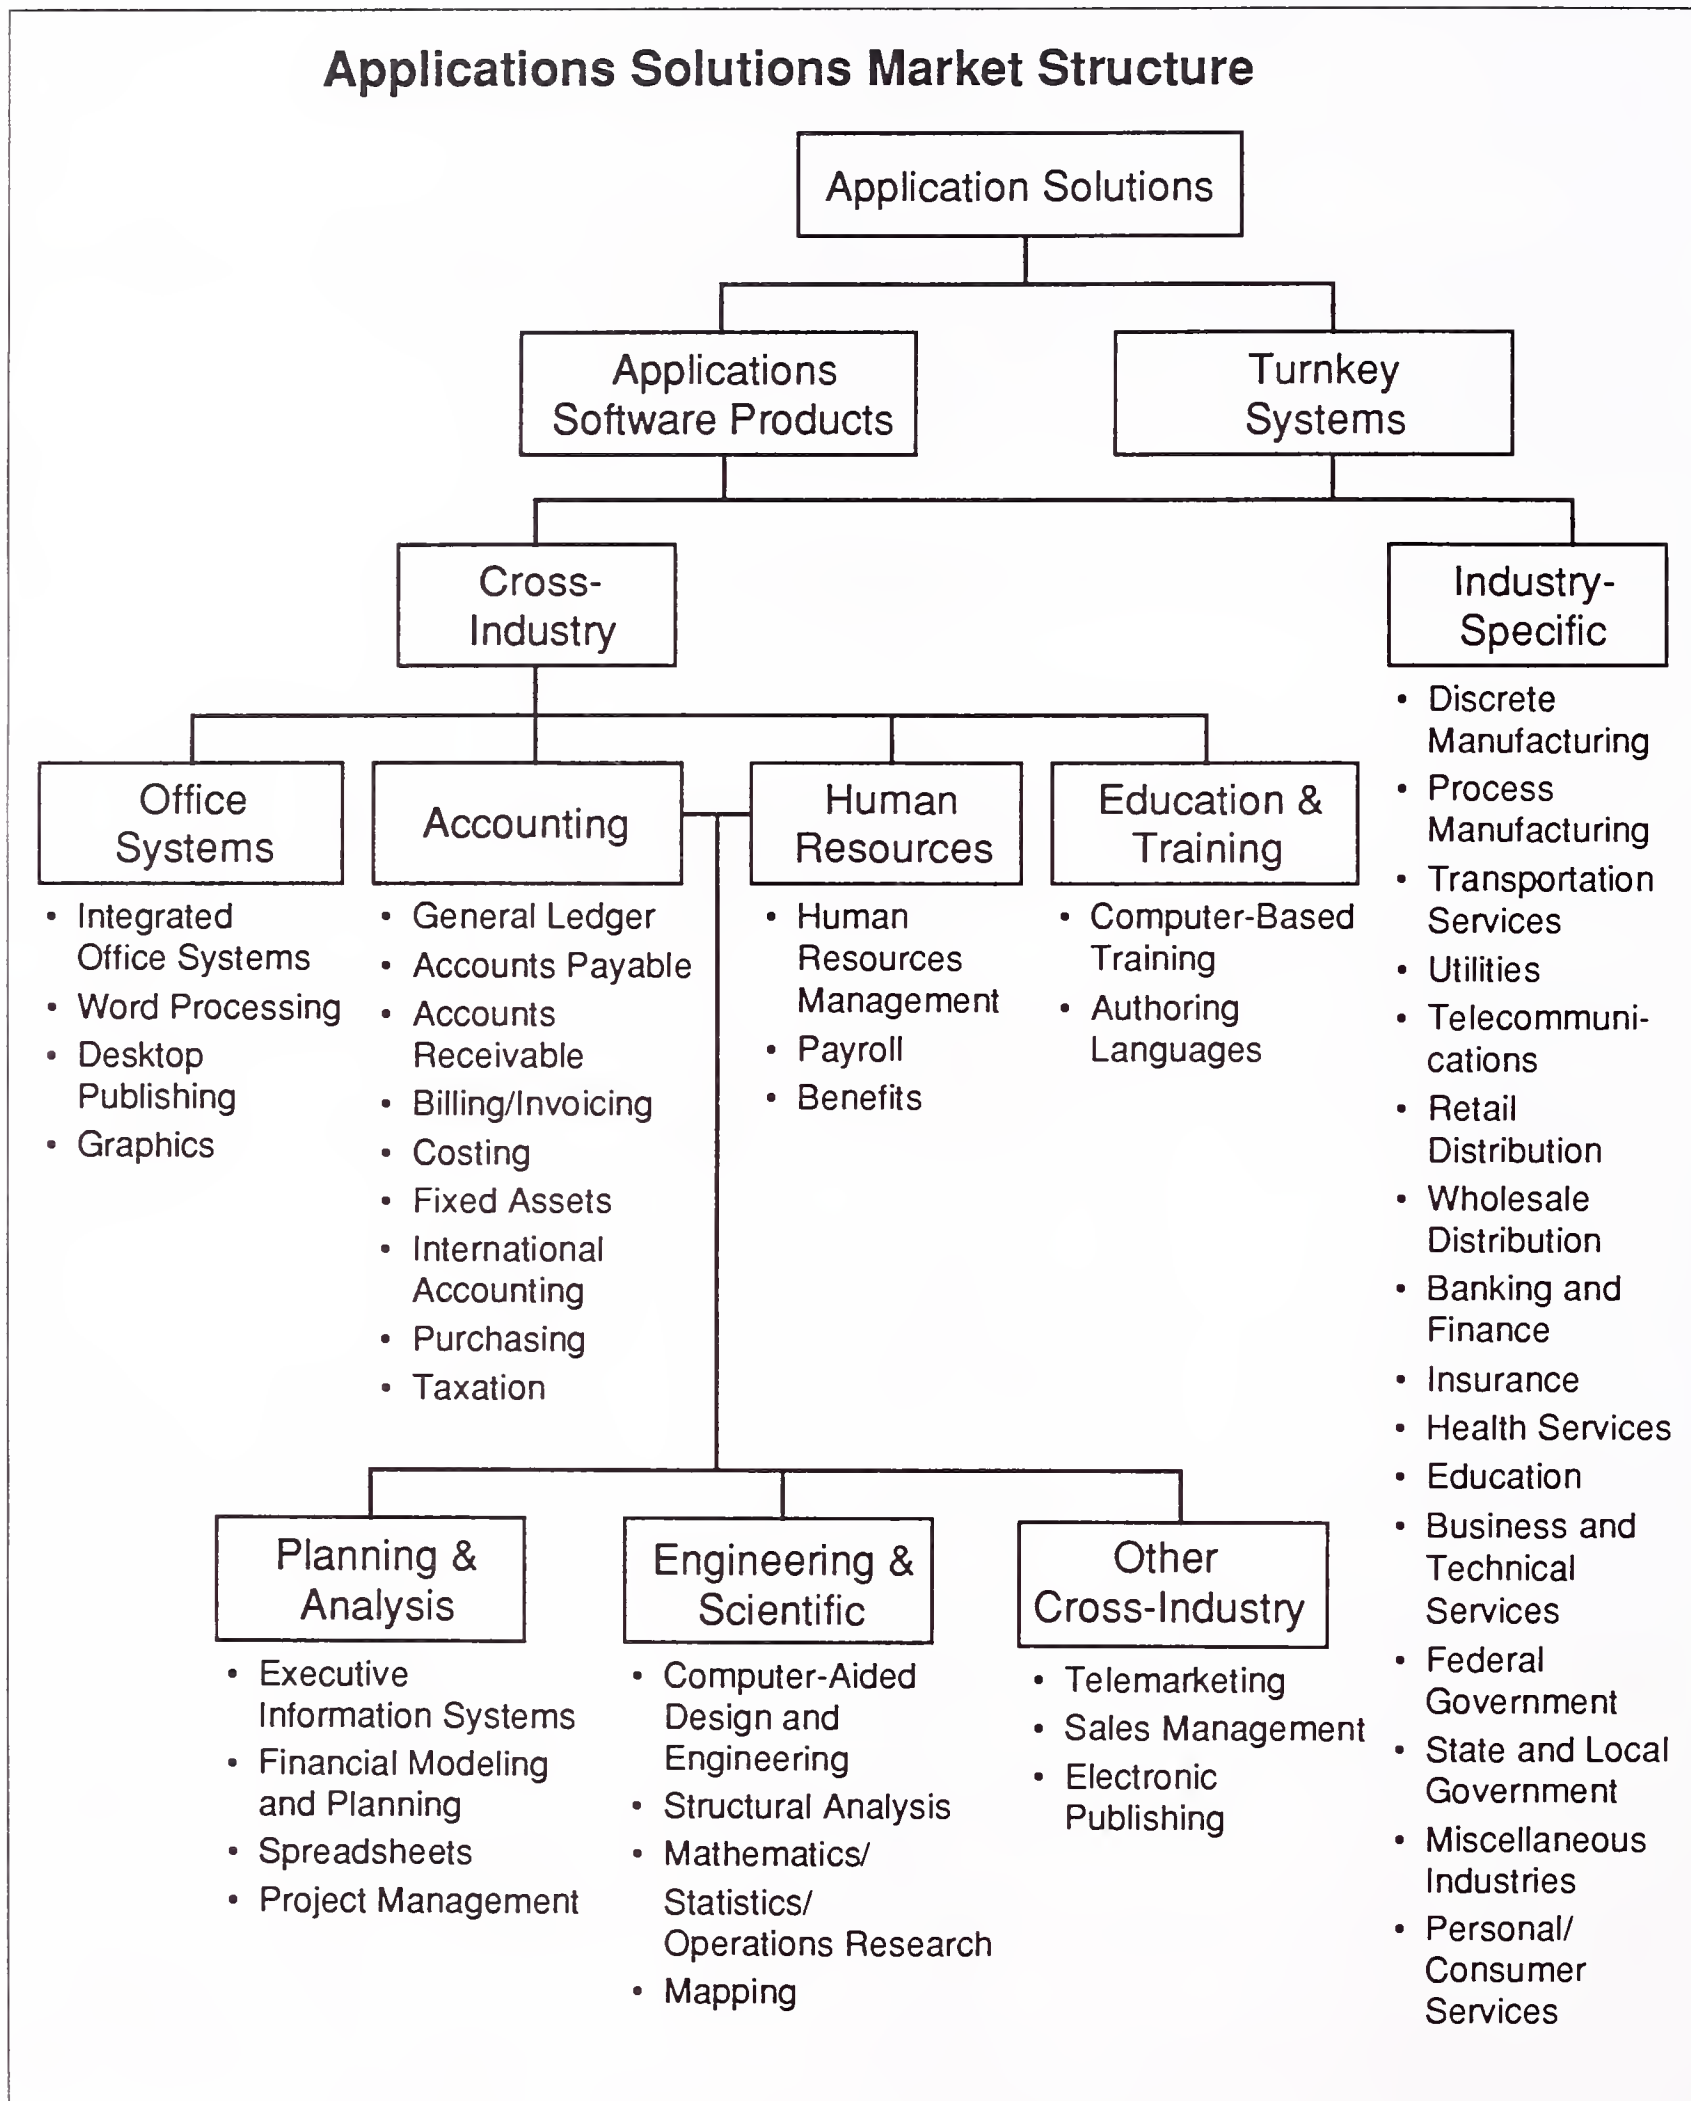 Applications Solutions Market Structure
Application Solutions
Applications
Software Products
Turnkey
Systems
Cross-
Industry
Industry-
Specific
• Discrete
Manufacturing
• Process
Manufacturing
• Transportation
Services
• Utilities
• Telecommuni-
cations
• Retail
Distribution
• Wholesale
Distribution
• Banking and
Finance
• Insurance
• Health Services
• Education
• Business and
Technical
Services
• Federal
Government
• State and Local
Government
• Miscellaneous
Industries
• Personal/
Consumer
Services
Office
Systems
• Integrated
Office Systems
• Word Processing
• Desktop
Publishing
• Graphics
Accounting
• General Ledger
• Accounts Payable
• Accounts
Receivable
• Billing/Invoicing
• Costing
• Fixed Assets
• International
Accounting
• Purchasing
• Taxation
Human
Resources
• Human
Resources
Management
• Payroll
• Benefits
Education &
Training
• Computer-Based
Training
• Authoring
Languages
Planning &
Analysis
• Executive
Information Systems
• Financial Modeling
and Planning
• Spreadsheets
• Project Management
Engineering &
Scientific
• Computer-Aided
Design and
Engineering
• Structural Analysis
• Mathematics/
Statistics/
Operations Research
• Mapping
Other
Cross-Industry
• Telemarketing
• Sales Management
• Electronic
Publishing